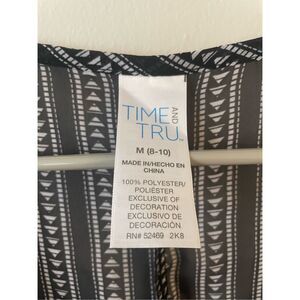 TIME AND
TRU™
M (8-10)
MADE IN/HECHO EN
CHINA
100% POLYESTER/
POLIÉSTER
EXCLUSIVE OF
DECORATION
EXCLUSIVO DE
DECORACIÓN
RN# 52469 2K8